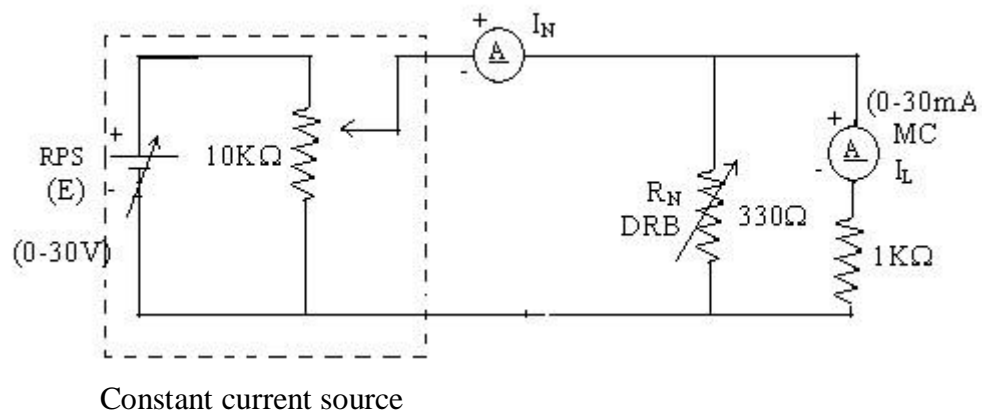 +
I_N
A
-
(0-30mA
MC
+
A
-
I_L
+
RPS
(E)
-
(0-30V)
10KΩ
R_N
DRB
330Ω
1KΩ
Constant current source